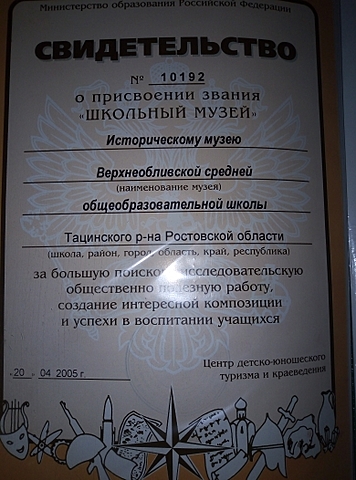 Министерство образования Российской Федерации
СВИДЕТЕЛЬСТВО
№ 10192
о присвоении звания
«ШКОЛЬНЫЙ МУЗЕЙ»
Историческому музею
Верхнеобливской средней
(наименование музея)
общеобразовательной школы
Тацинского р-на Ростовской области
(школа, район, город, область, край, республика)
за большую поисково-исследовательскую
общественно полезную работу,
создание интересной композиции
и успехи в воспитании учащихся
«20» 04 2005 г.
Центр детско-юношеского
туризма и краеведения